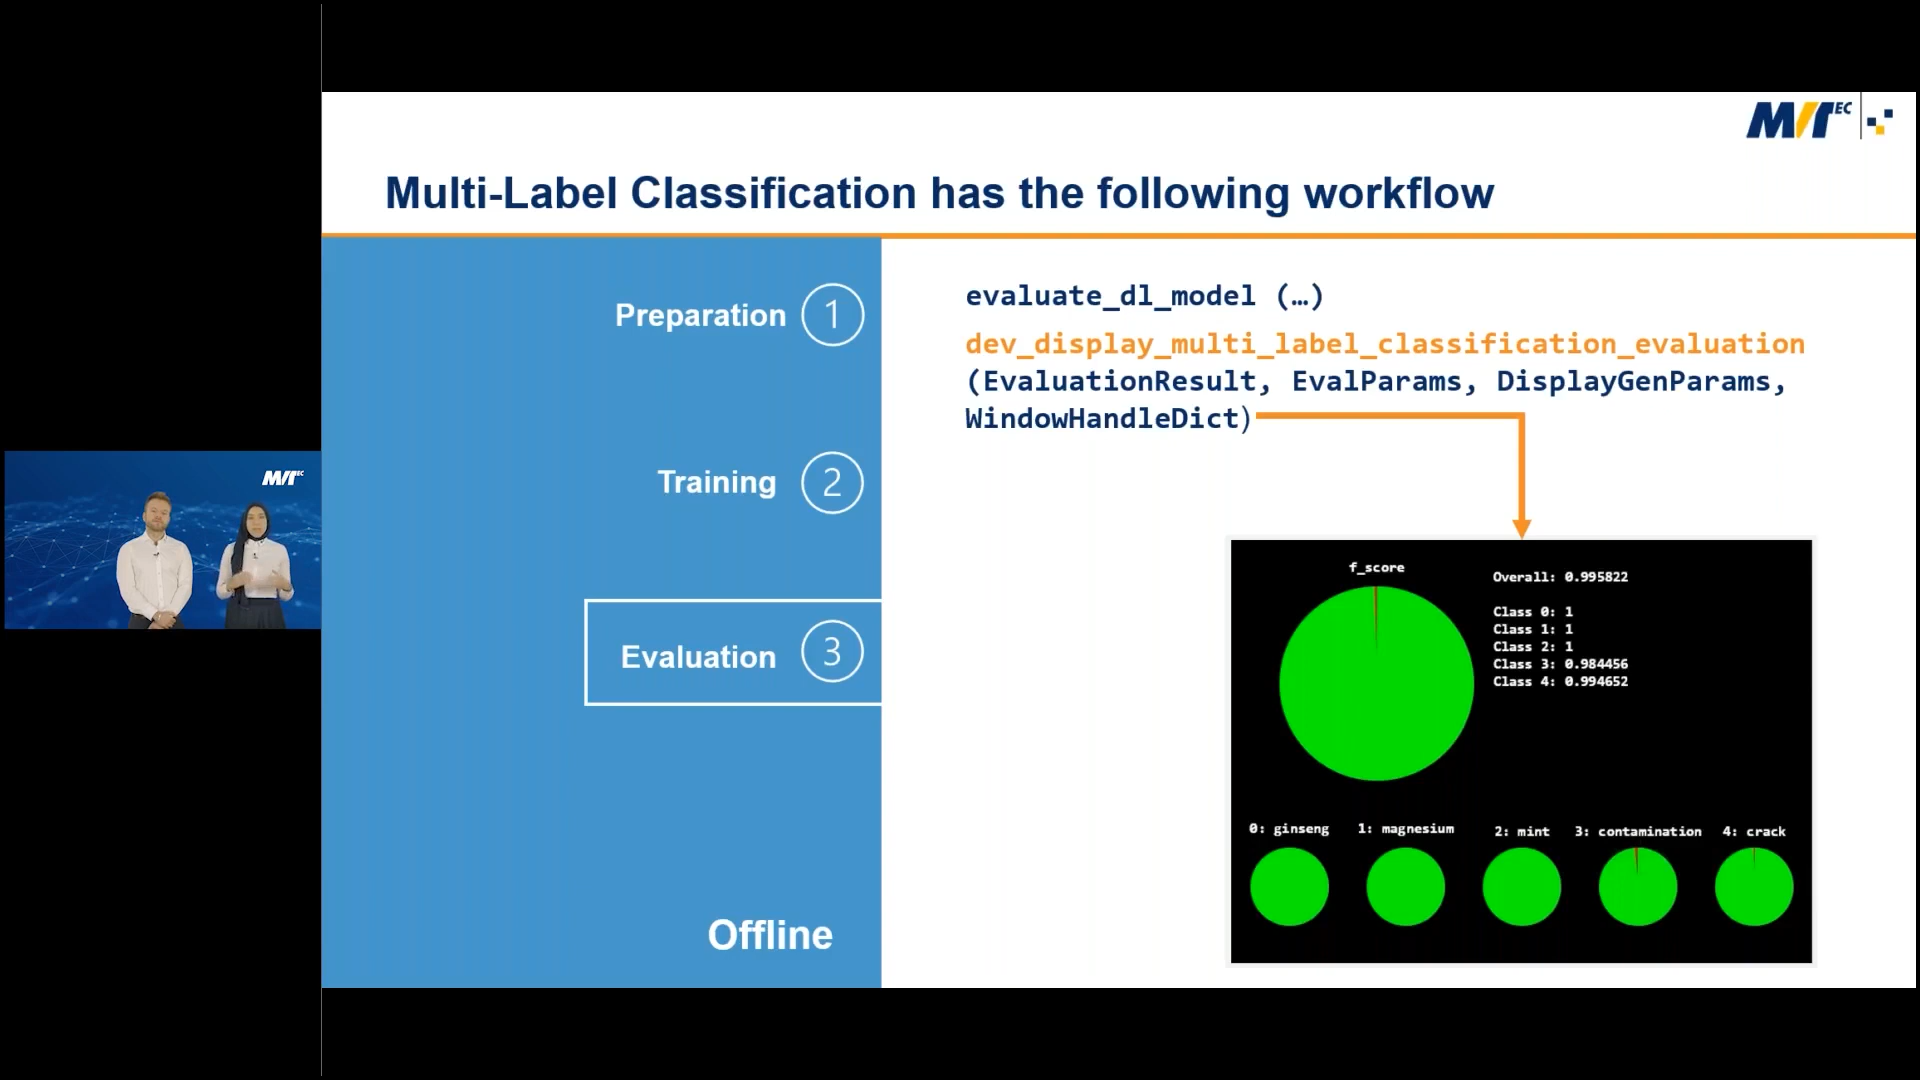 MVTEC
Multi-Label Classification has the following workflow
Preparation 1
Training 2
Evaluation 3
Offline
evaluate_dl_model (…)
dev_display_multi_label_classification_evaluation
(EvaluationResult, EvalParams, DisplayGenParams,
WindowHandleDict)
f_score
Overall: 0.995822
Class 0: 1
Class 1: 1
Class 2: 1
Class 3: 0.984456
Class 4: 0.994652
0: ginseng
1: magnesium
2: mint
3: contamination
4: crack
MVTEC